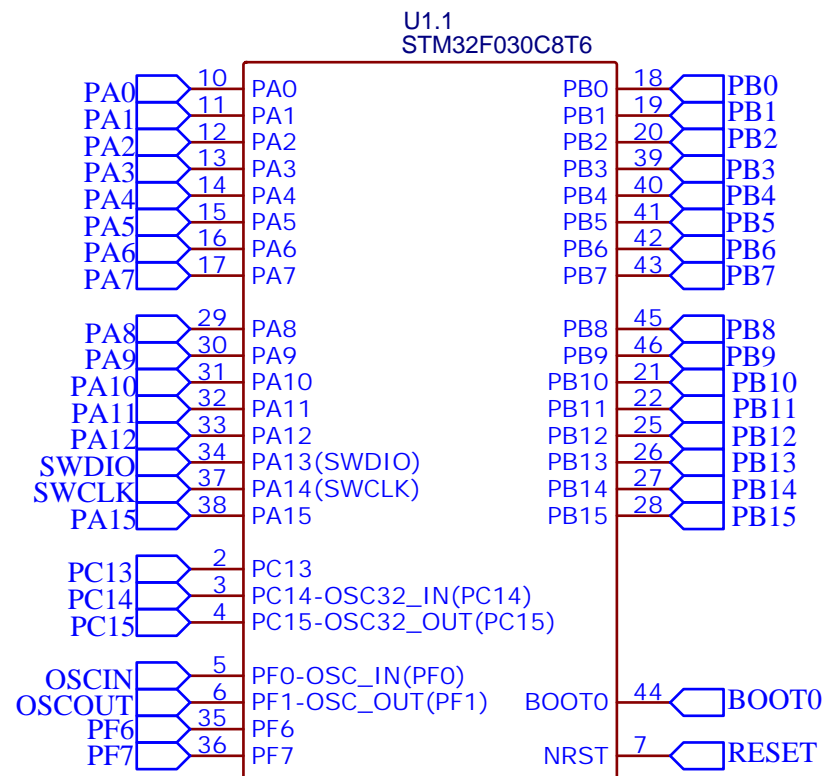 U1.1
STM32F030C8T6
PA0 10 PA0 PB0 18 PB0
PA1 11 PA1 PB1 19 PB1
PA2 12 PA2 PB2 20 PB2
PA3 13 PA3 PB3 39 PB3
PA4 14 PA4 PB4 40 PB4
PA5 15 PA5 PB5 41 PB5
PA6 16 PA6 PB6 42 PB6
PA7 17 PA7 PB7 43 PB7
PA8 29 PA8 PB8 45 PB8
PA9 30 PA9 PB9 46 PB9
PA10 31 PA10 PB10 21 PB10
PA11 32 PA11 PB11 22 PB11
PA12 33 PA12 PB12 25 PB12
SWDIO 34 PA13(SWDIO) PB13 26 PB13
SWCLK 37 PA14(SWCLK) PB14 27 PB14
PA15 38 PA15 PB15 28 PB15
PC13 2 PC13
PC14 3 PC14-OSC32_IN(PC14)
PC15 4 PC15-OSC32_OUT(PC15)
OSCIN 5 PF0-OSC_IN(PF0)
OSCOUT 6 PF1-OSC_OUT(PF1) BOOT0 44 BOOT0
PF6 35 PF6
PF7 36 PF7 NRST 7 RESET